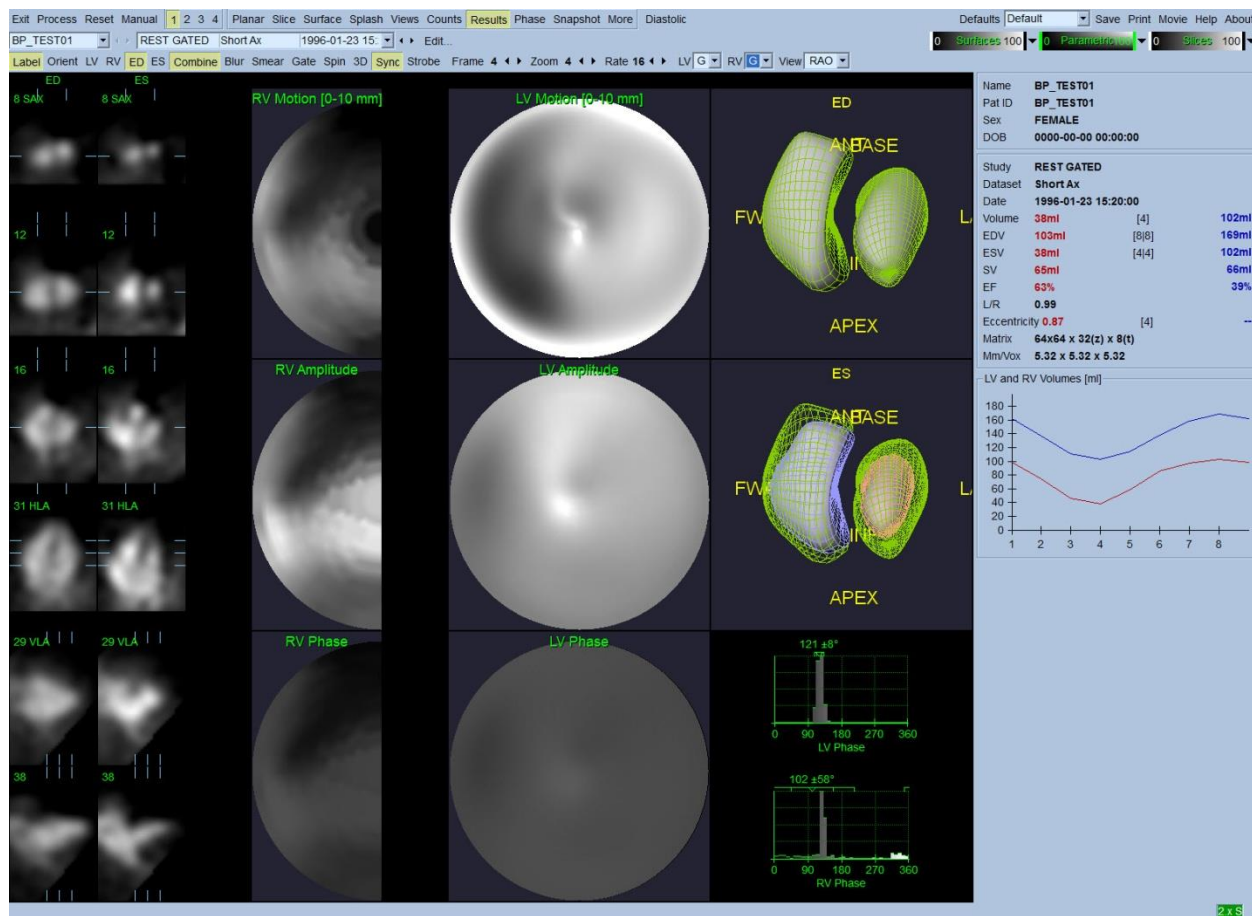 Exit Process Reset Manual 1 2 3 4 Planar Slice Surface Splash Views Counts Results Phase Snapshot More Diastolic Defaults Default Save Print Movie Help About
BP_TEST01 REST GATED Short Ax 1996-01-23 15: Edit... 0 Surfaces 100 0 Parametric 100 0 Slices 100
Label Orient LV RV ED ES Combine Blur Smear Gate Spin 3D Sync Strobe Frame 4 Zoom 4 Rate 16 LV G RV G View RAO
ED ES
8 SAX 8 SAX
12 12
16 16
31 HLA 31 HLA
29 VLA 29 VLA
38 38
RV Motion [0-10 mm] LV Motion [0-10 mm]
RV Amplitude LV Amplitude
RV Phase LV Phase
ED
ANT BASE
FW
INF
APEX
ES
ANT BASE
FW
INF
APEX
121 ±8°
0 90 180 270 360
LV Phase
102 ±58°
0 90 180 270 360
RV Phase
Name BP_TEST01
Pat ID BP_TEST01
Sex FEMALE
DOB 0000-00-00 00:00:00
Study REST GATED
Dataset Short Ax
Date 1996-01-23 15:20:00
Volume 38ml [4] 102ml
EDV 103ml [8|8] 169ml
ESV 38ml [4|4] 102ml
SV 65ml 66ml
EF 63% 39%
L/R 0.99
Eccentricity 0.87 [4] --
Matrix 64x64 x 32(z) x 8(t)
Mm/Vox 5.32 x 5.32 x 5.32
LV and RV Volumes [ml]
180
160
140
120
100
80
60
40
20
0
1 2 3 4 5 6 7 8
2 x S